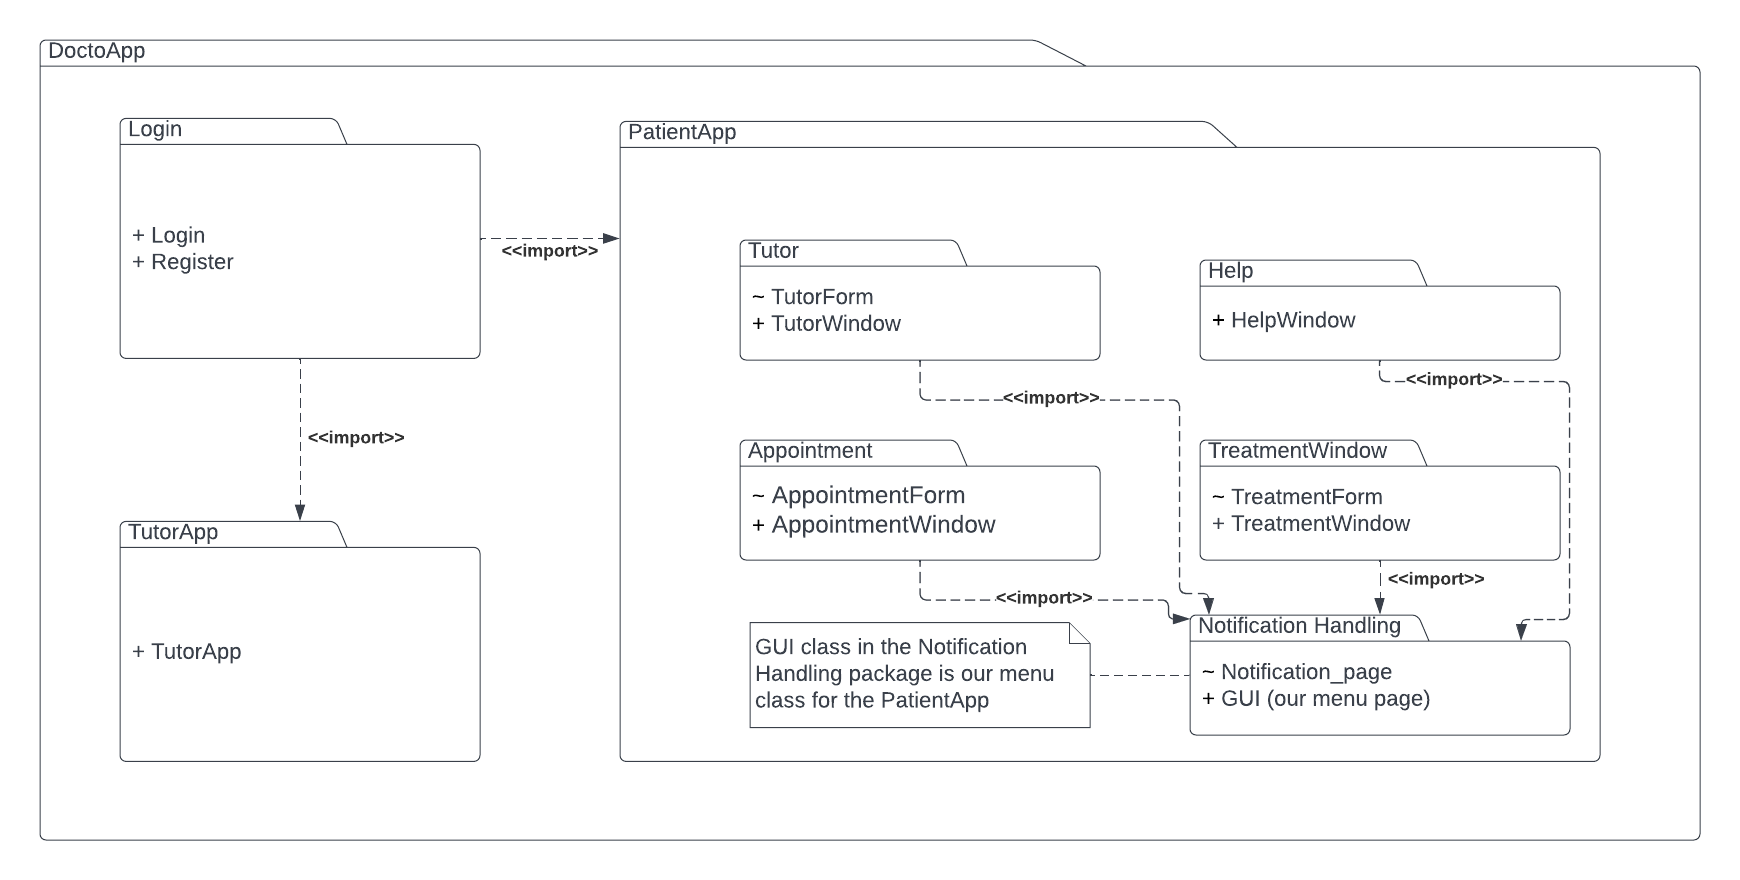 DoctoApp
Login
+ Login
+ Register
<<import>>
<<import>>
TutorApp
+ TutorApp
PatientApp
Tutor
~ TutorForm
+ TutorWindow
<<import>>
Help
+ HelpWindow
<<import>>
Appointment
~ AppointmentForm
+ AppointmentWindow
<<import>>
TreatmentWindow
~ TreatmentForm
+ TreatmentWindow
<<import>>
GUI class in the Notification
Handling package is our menu
class for the PatientApp
Notification Handling
~ Notification_page
+ GUI (our menu page)